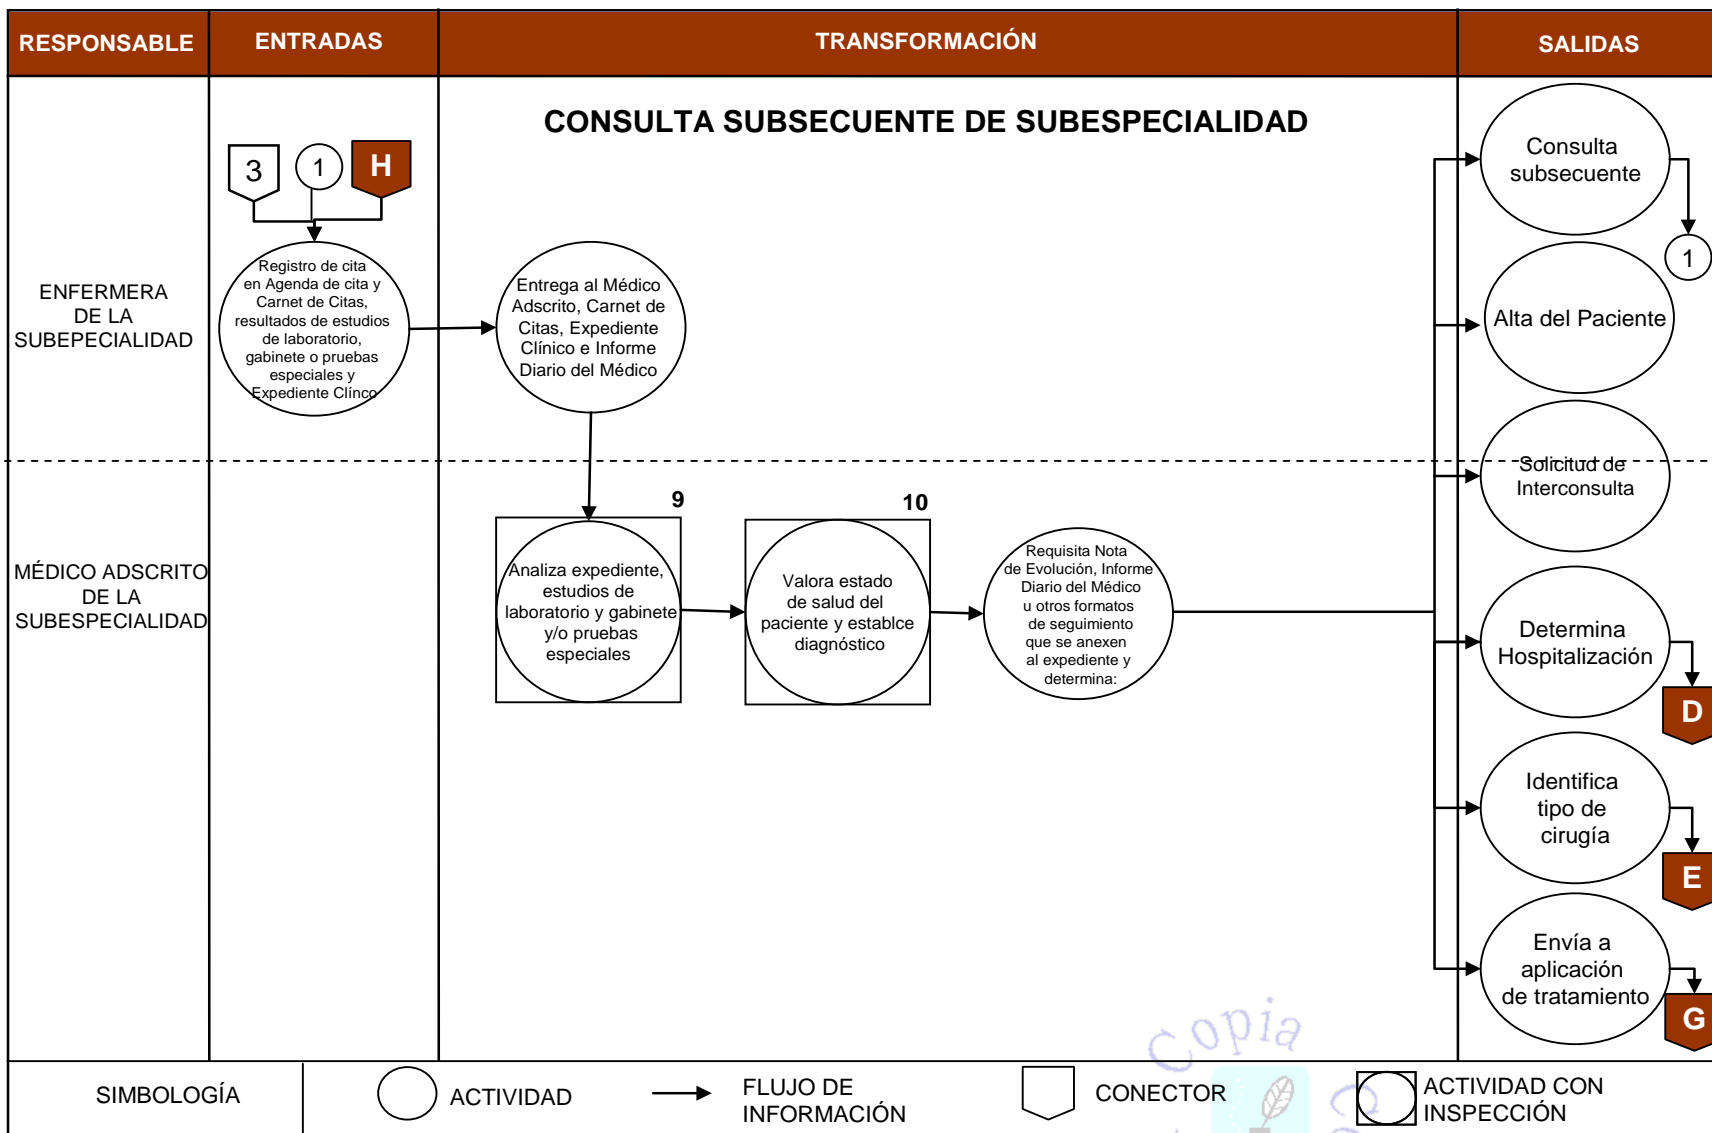 RESPONSABLE
ENTRADAS
TRANSFORMACIÓN
SALIDAS
CONSULTA SUBSECUENTE DE SUBESPECIALIDAD
3
1
H
ENFERMERA
DE LA
SUBEPECIALIDAD
Registro de cita
en Agenda de cita y
Carnet de Citas,
resultados de estudios
de laboratorio,
gabinete o pruebas
especiales y
Expediente Clínco
Entrega al Médico
Adscrito, Carnet de
Citas, Expediente
Clínico e Informe
Diario del Médico
Consulta
subsecuente
1
Alta del Paciente
Solicitud de
Interconsulta
MÉDICO ADSCRITO
DE LA
SUBESPECIALIDAD
9
Analiza expediente,
estudios de
laboratorio y gabinete
y/o pruebas
especiales
10
Valora estado
de salud del
paciente y establce
diagnóstico
Requisita Nota
de Evolución, Informe
Diario del Médico
u otros formatos
de seguimiento
que se anexen
al expediente y
determina:
Determina
Hospitalización
D
Identifica
tipo de
cirugía
E
Envía a
aplicación
de tratamiento
G
Copia
SIMBOLOGÍA
ACTIVIDAD
FLUJO DE
INFORMACIÓN
CONECTOR
ACTIVIDAD CON
INSPECCIÓN